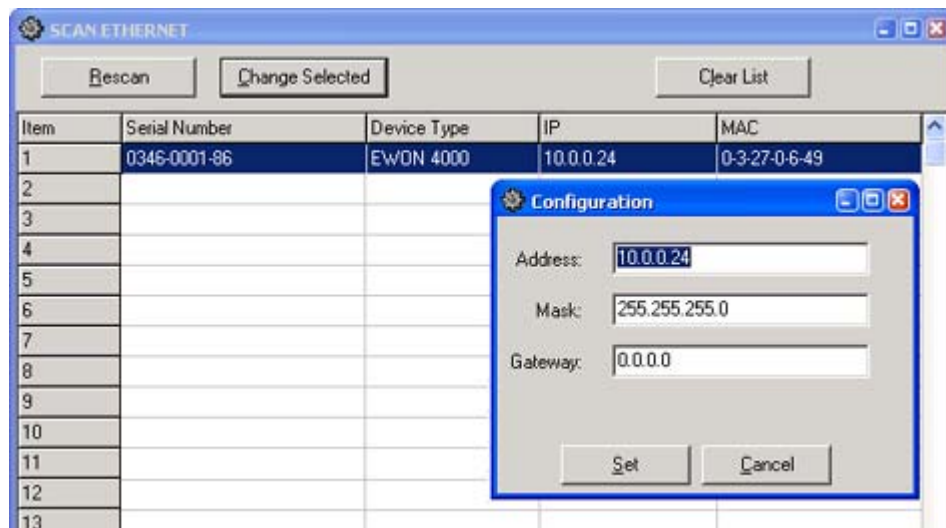 SCAN ETHERNET
Rescan Change Selected Clear List
Item Serial Number Device Type IP MAC
1 0346-0001-86 EWON 4000 10.0.0.24 0-3-27-0-6-49
2
3
4
5
6
7
8
9
10
11
12
13
Configuration
Address: 10.0.0.24
Mask: 255.255.255.0
Gateway: 0.0.0.0
Set Cancel